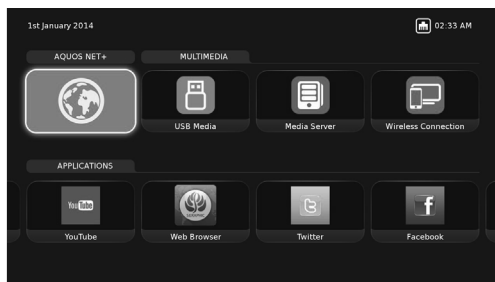 1st January 2014
02:33 AM
AQUOS NET+
MULTIMEDIA
USB Media
Media Server
Wireless Connection
APPLICATIONS
You Tube
YouTube
Web Browser
Twitter
Facebook